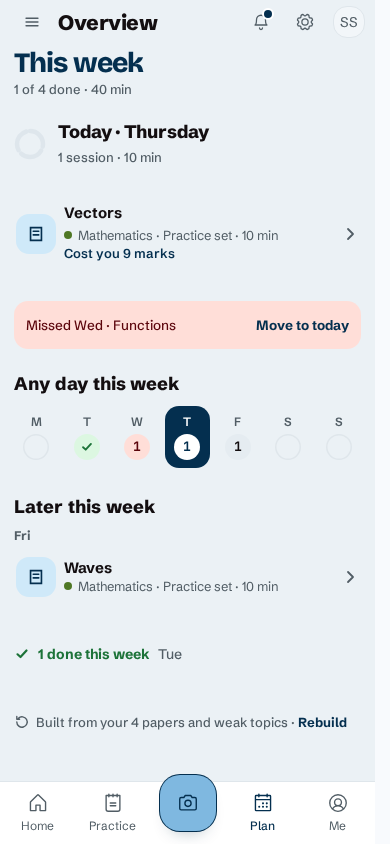 Overview
SS
This week
1 of 4 done · 40 min
Today · Thursday
1 session · 10 min
Vectors
Mathematics · Practice set · 10 min
Cost you 9 marks
Missed Wed · Functions Move to today
Any day this week
M T W T F S S
1 1 1
Later this week
Fri
Waves
Mathematics · Practice set · 10 min
1 done this week Tue
Built from your 4 papers and weak topics · Rebuild
Home Practice Plan Me